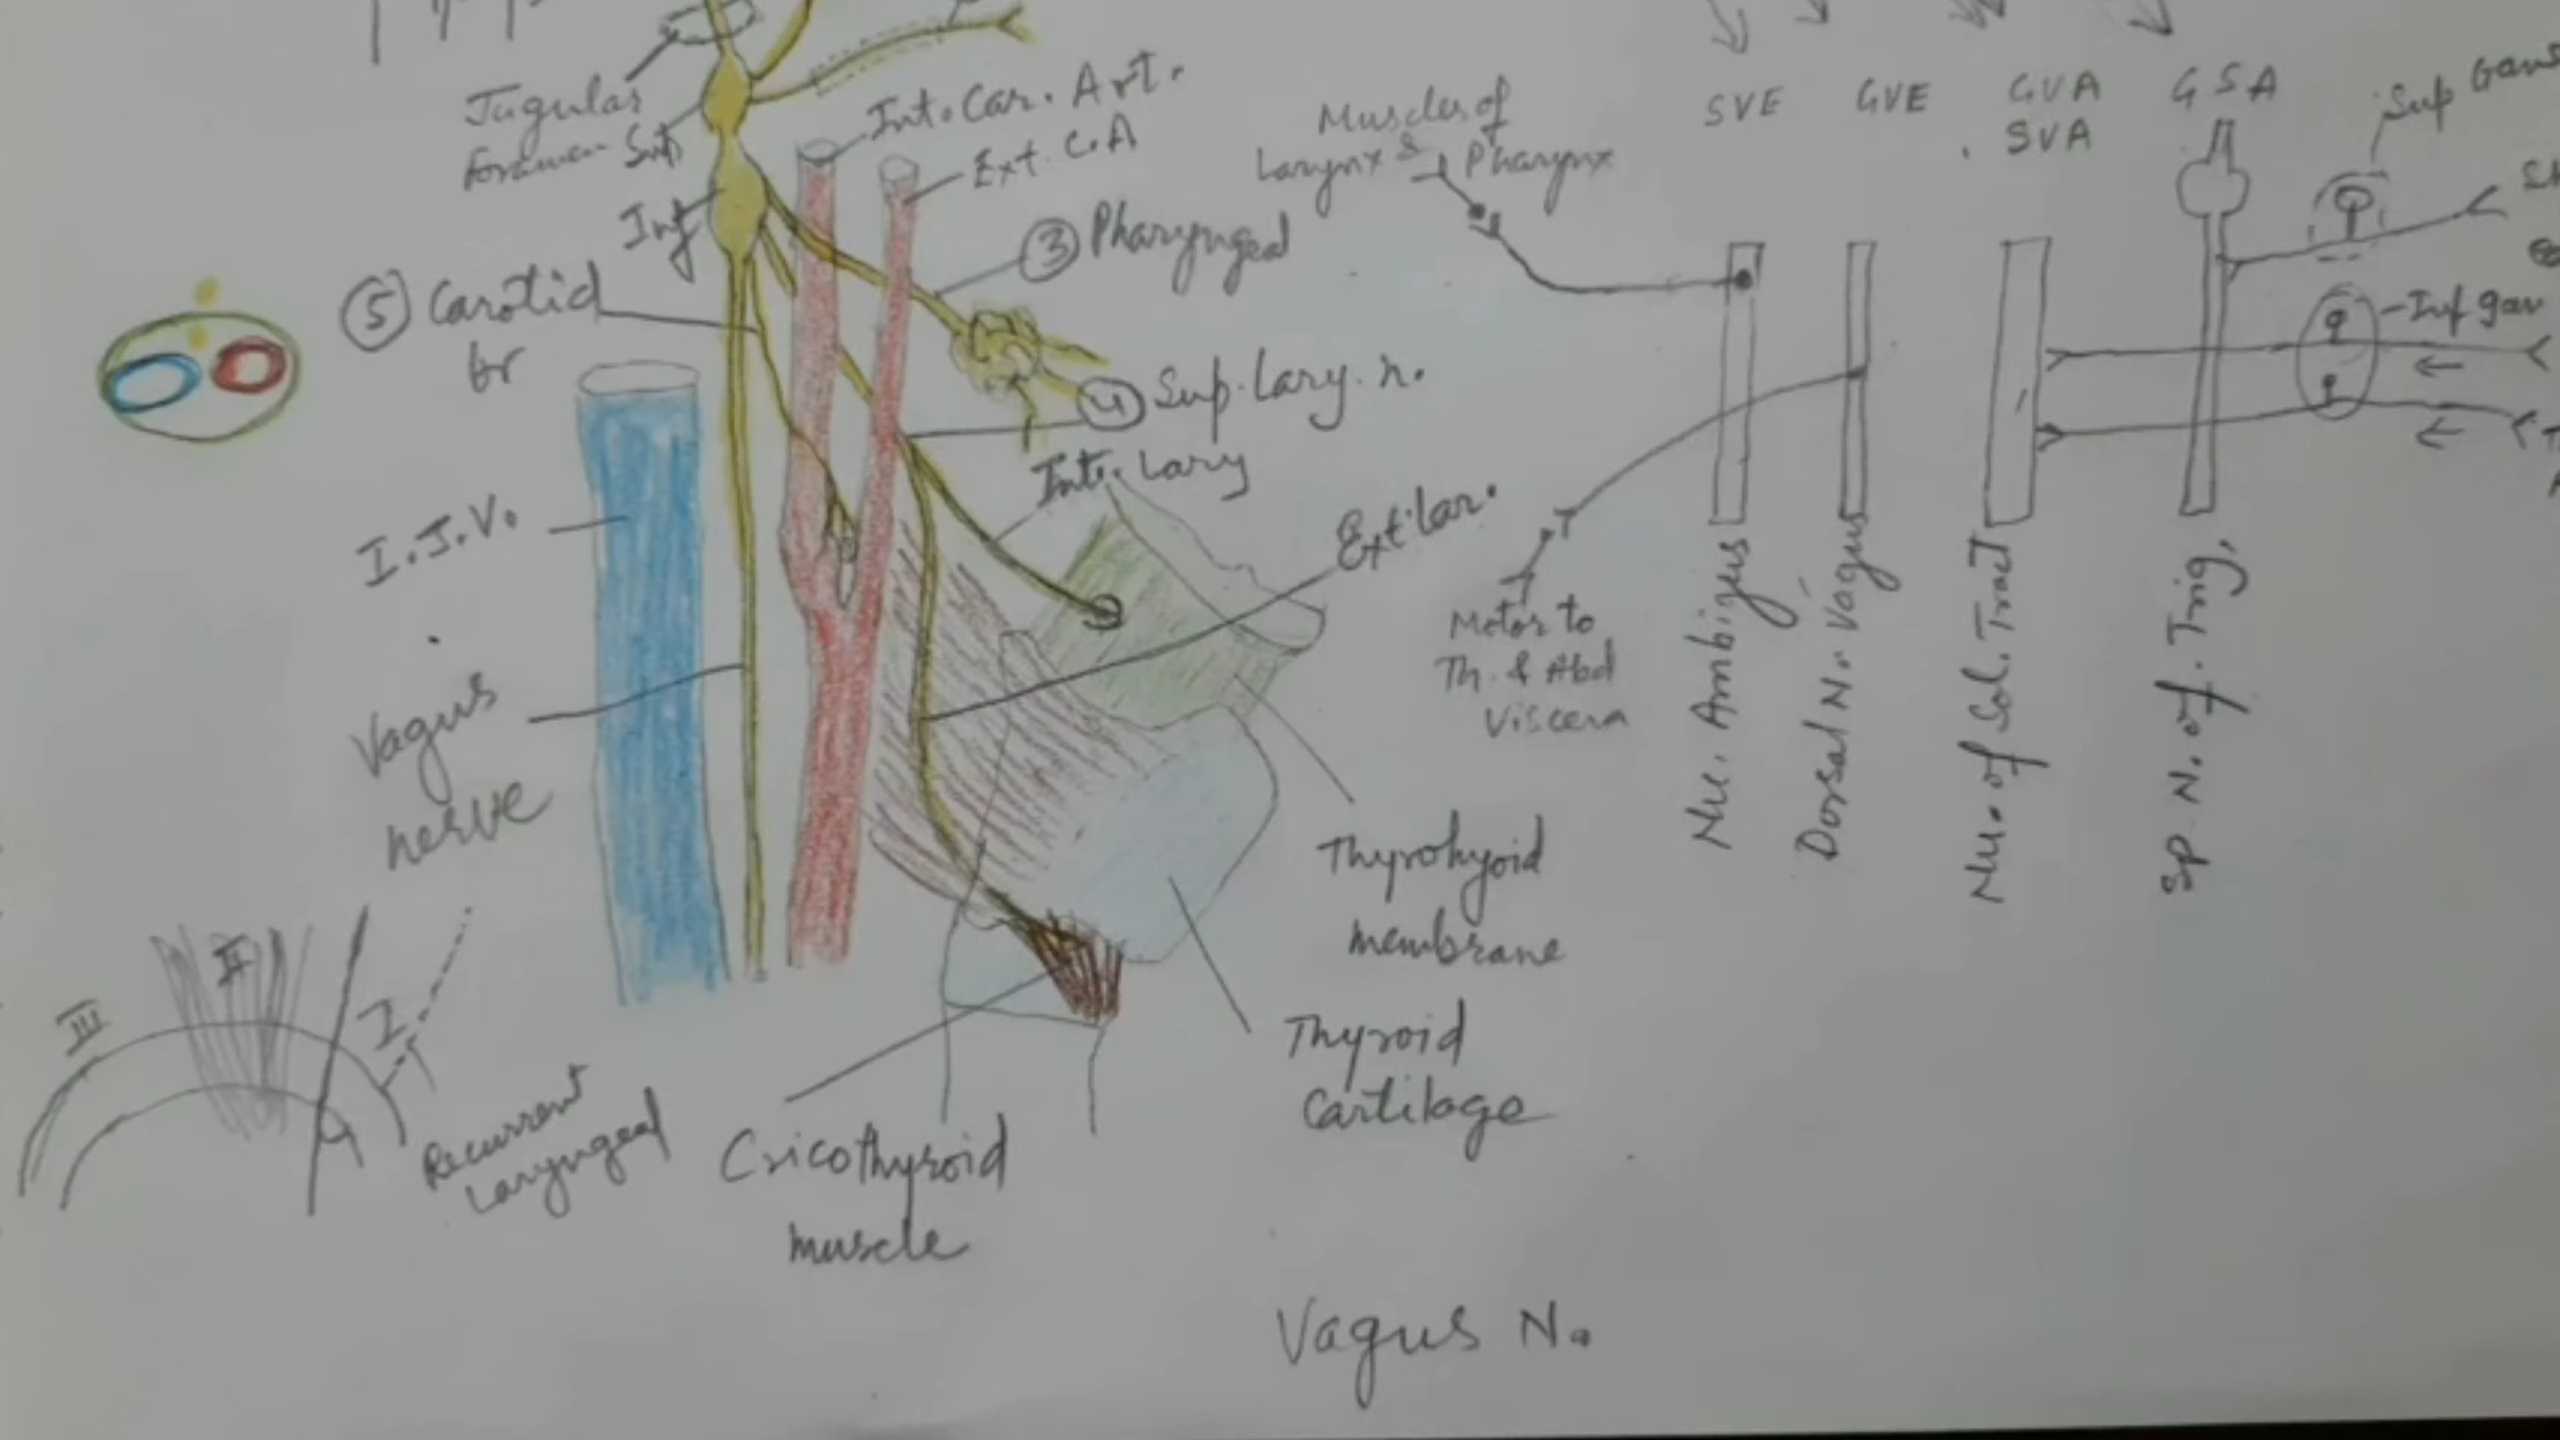 Jugular
Foramen Sup
Inf
Int. Car. Art.
Ext. C.A
③ Pharyngeal
⑤ Carotid
br
④ Sup. Lary. n.
Int. Lary
Ext. lar.
I. J. V.
Vagus
nerve
Thyrohyoid
membrane
Thyroid
Cartilage
Cricothyroid
muscle
III
II
I
Recurrent
Laryngeal
Muscles of
Larynx & Pharynx
SVE
GVE
GVA
SVA
GSA
Sup
Inf gan
Motor to
Th. & Abd
Viscera
Nu. Ambigus
Dorsal N. Vagus
Nu. of Sol. Tract
Sp N. of. Trig.
Vagus N.